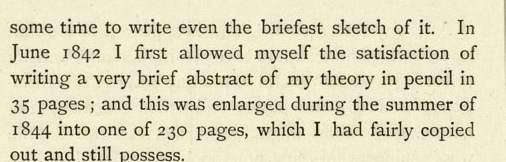 some time to write even the briefest sketch of it. In
June 1842 I first allowed myself the satisfaction of
writing a very brief abstract of my theory in pencil in
35 pages ; and this was enlarged during the summer of
1844 into one of 230 pages, which I had fairly copied
out and still possess.